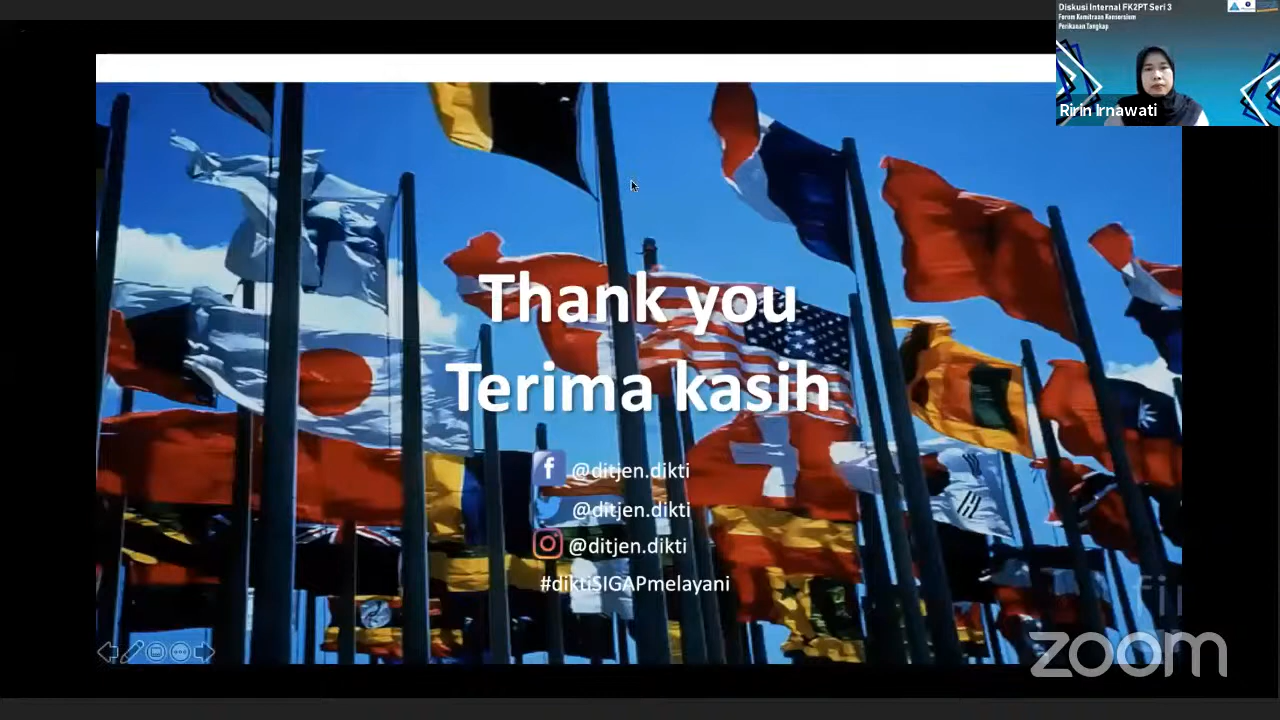 Diskusi Internal FK2PT Seri 3
Forum Kemitraan Konsorsium
Perikanan Tangkap
Ririn Irnawati
Thank you
Terima kasih
@ditjen.dikti
@ditjen.dikti
@ditjen.dikti
#diktiSIGAPmelayani
zoom